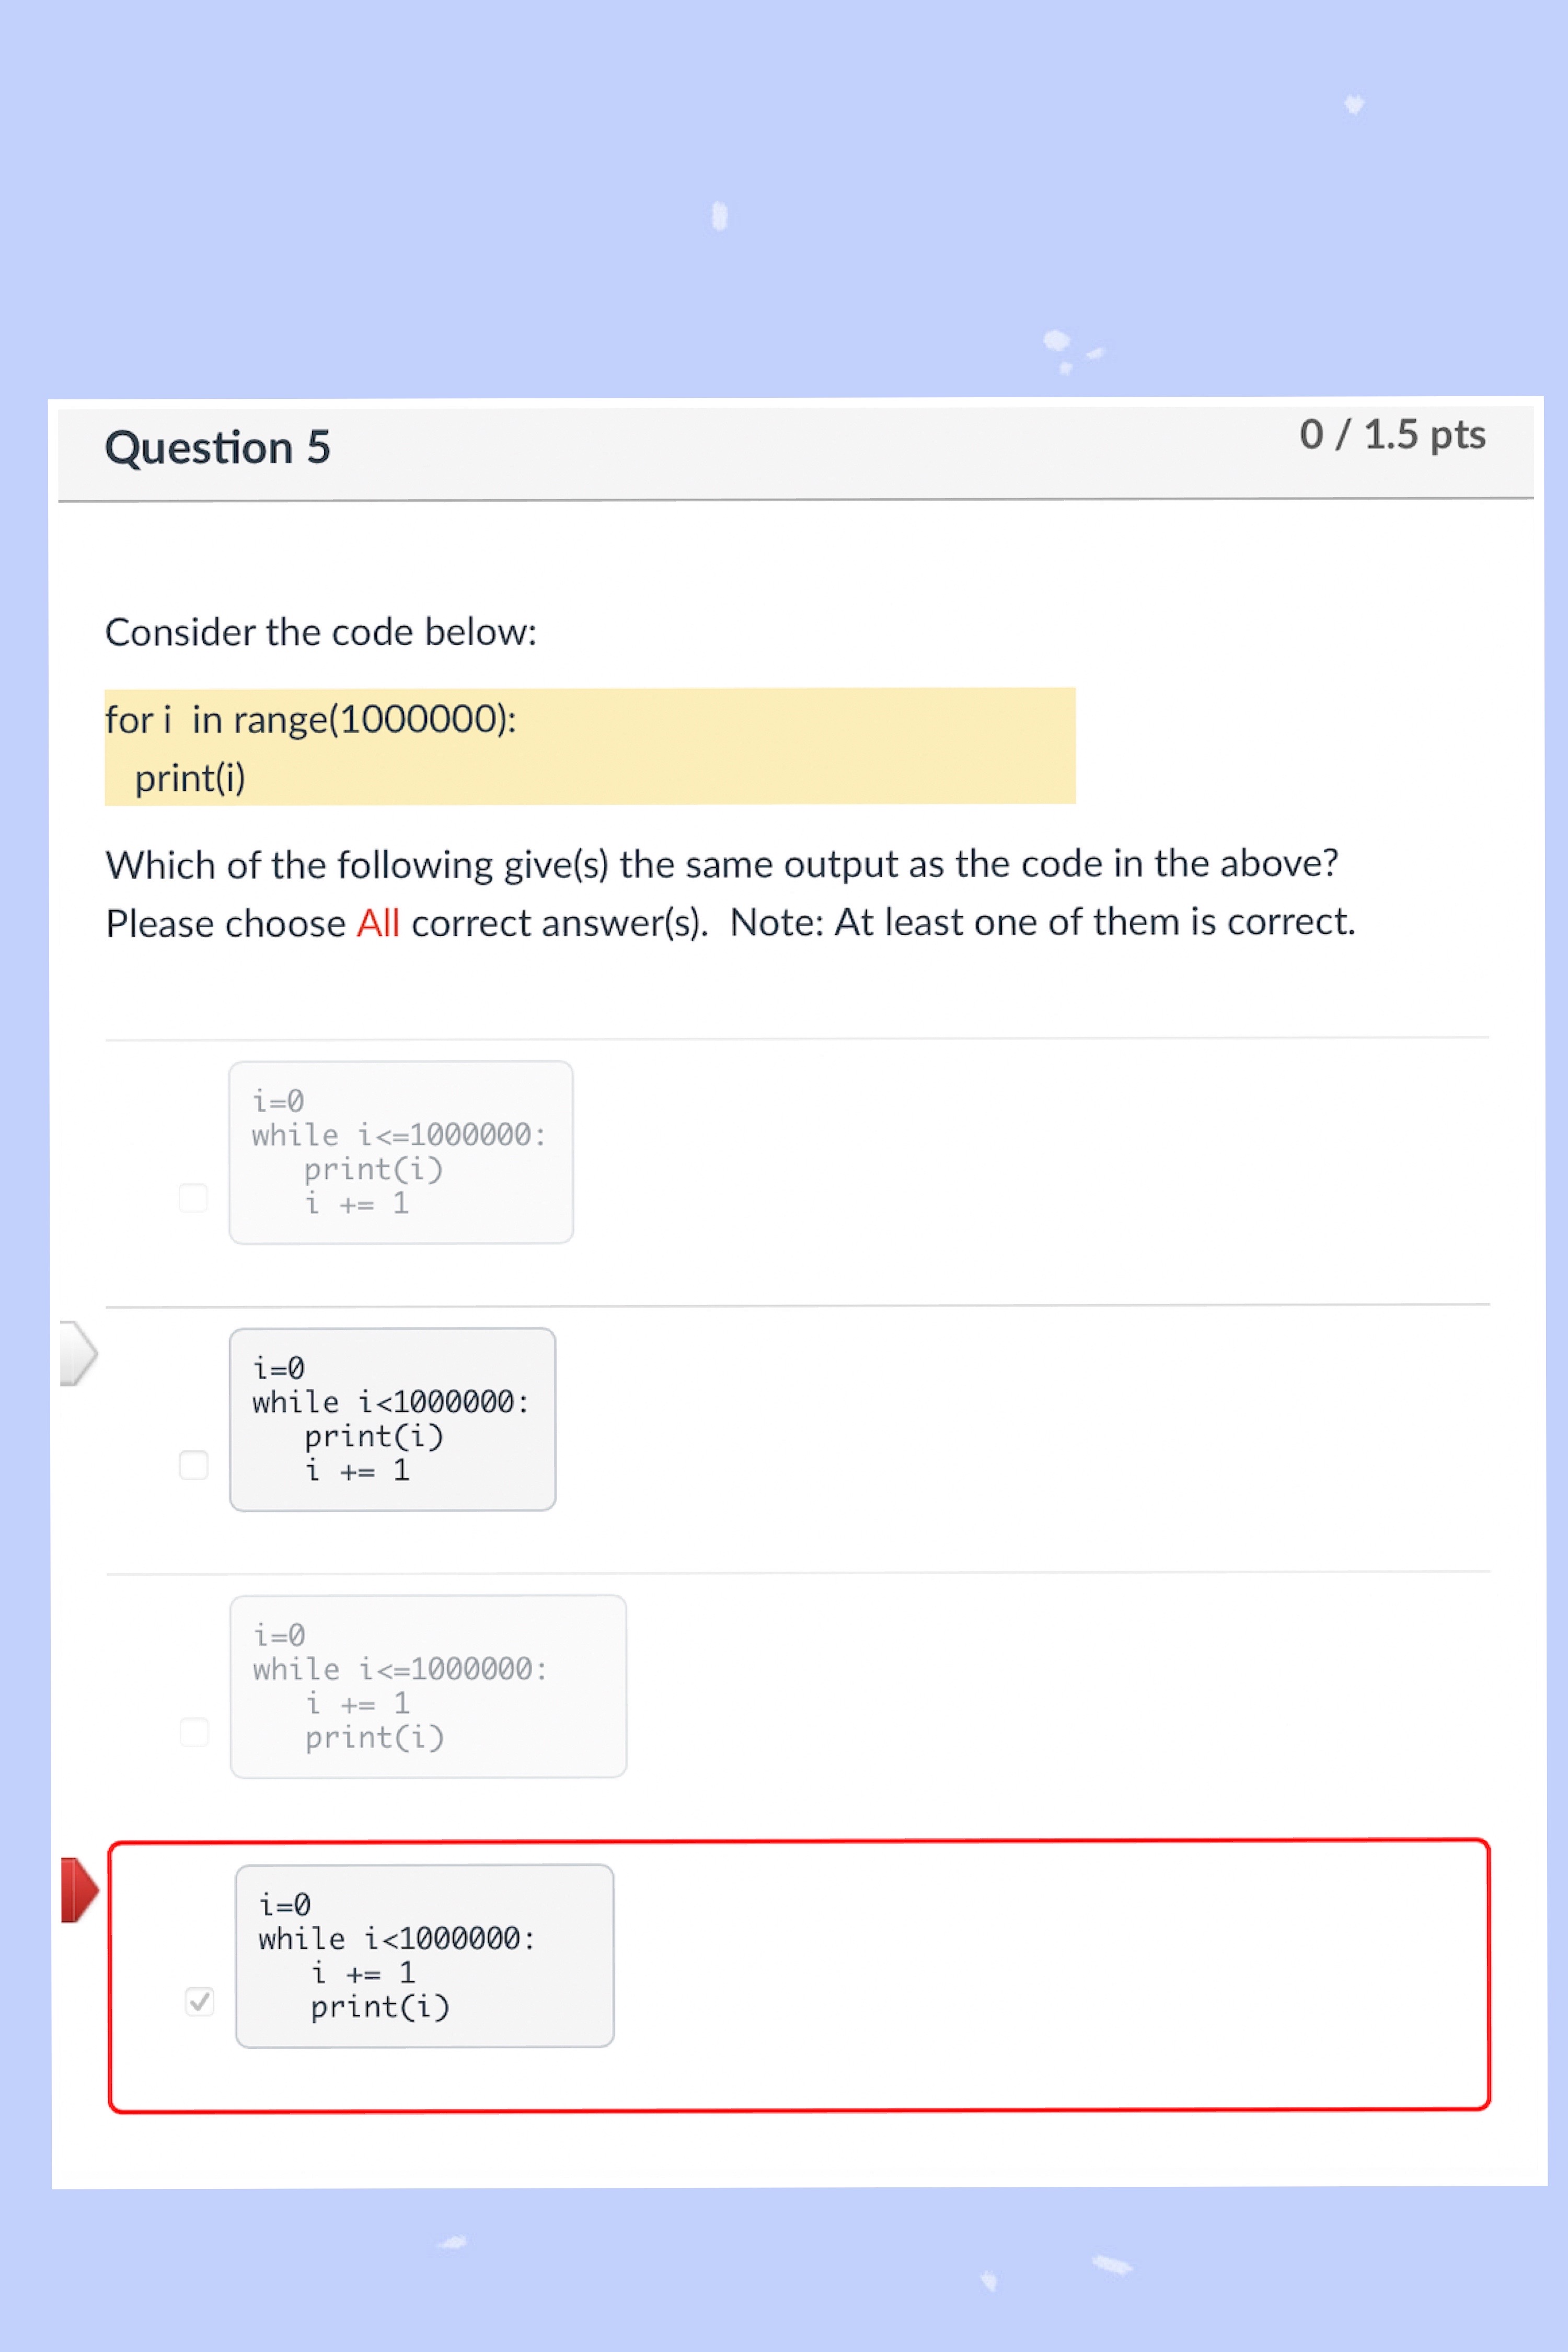 Question 5
0 / 1.5 pts
Consider the code below:
for i  in range(1000000):
   print(i)
Which of the following give(s) the same output as the code in the above?
Please choose All correct answer(s).  Note: At least one of them is correct.
i=0
while i<=1000000:
   print(i)
   i += 1
i=0
while i<1000000:
   print(i)
   i += 1
i=0
while i<=1000000:
   i += 1
   print(i)
i=0
while i<1000000:
   i += 1
   print(i)